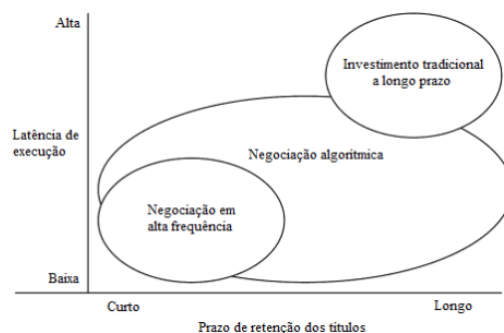 Alta
Investimento tradicional
a longo prazo
Latência de
execução
Negociação algorítmica
Negociação em
alta frequência
Baixa
Curto
Longo
Prazo de retenção dos títulos